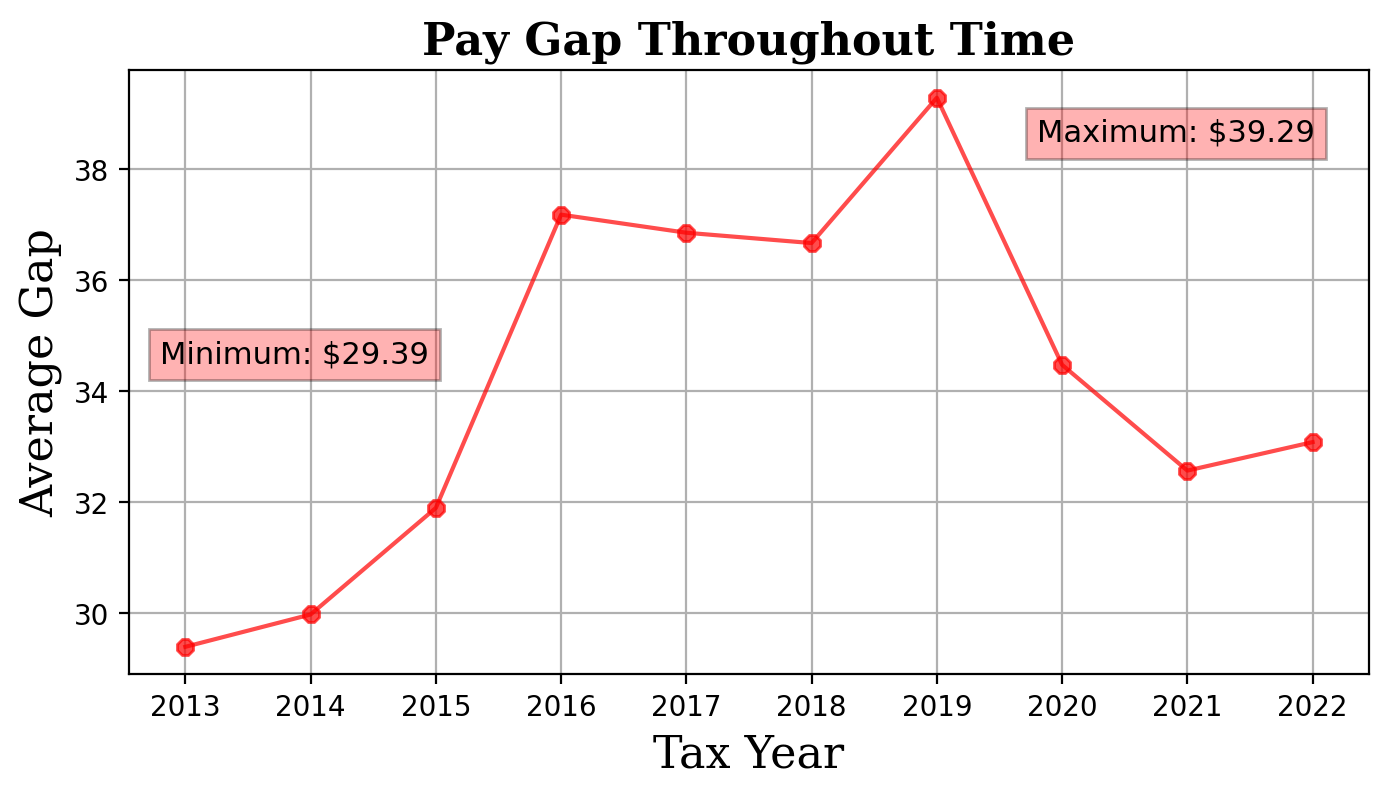 Pay Gap Throughout Time
Average Gap
38
36
34
32
30
Maximum: $39.29
Minimum: $29.39
2013 2014 2015 2016 2017 2018 2019 2020 2021 2022
Tax Year